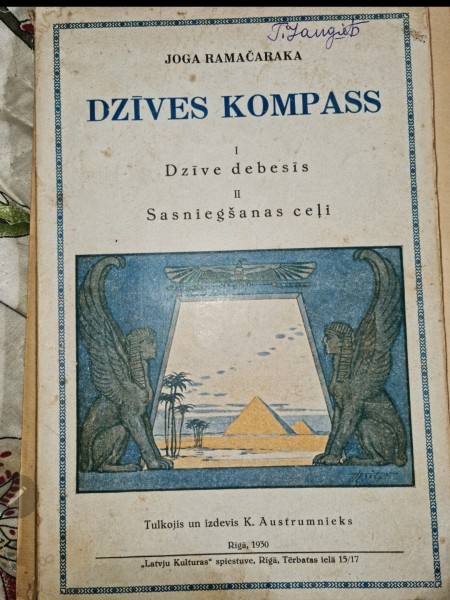 JOGA RAMAČARAKA
DZĪVES KOMPASS
I
Dzīve debesīs
II
Sasniegšanas ceļi
Tulkojis un izdevis K. Austrumnieks
Rīgā, 1930
„Latvju Kulturas“ spiestuve, Rīgā, Tērbatas ielā 15/17